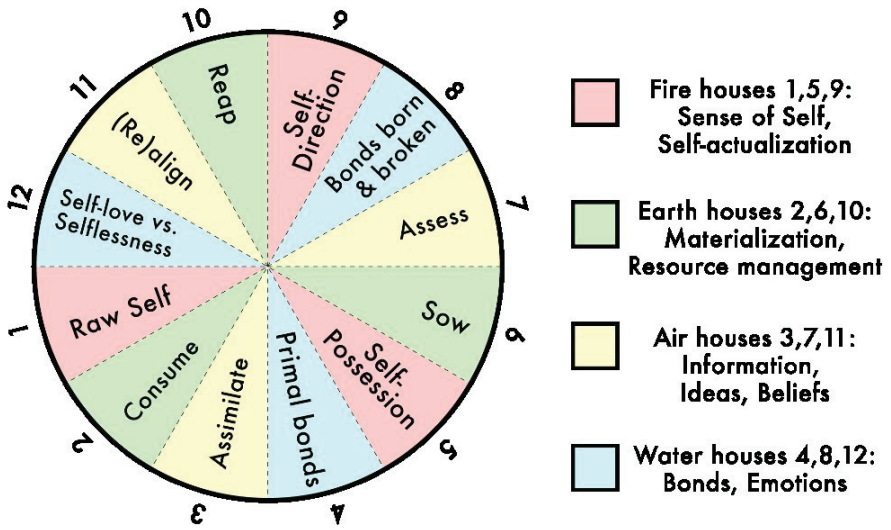 10
9
11
8
12
7
1
6
2
5
3
4
Reap
Self-
Direction
(Re)align
Bonds born
& broken
Self-love vs.
Selflessness
Assess
Raw Self
Sow
Consume
Self-
Possession
Assimilate
Primal bonds
Fire houses 1,5,9:
Sense of Self,
Self-actualization
Earth houses 2,6,10:
Materialization,
Resource management
Air houses 3,7,11:
Information,
Ideas, Beliefs
Water houses 4,8,12:
Bonds, Emotions